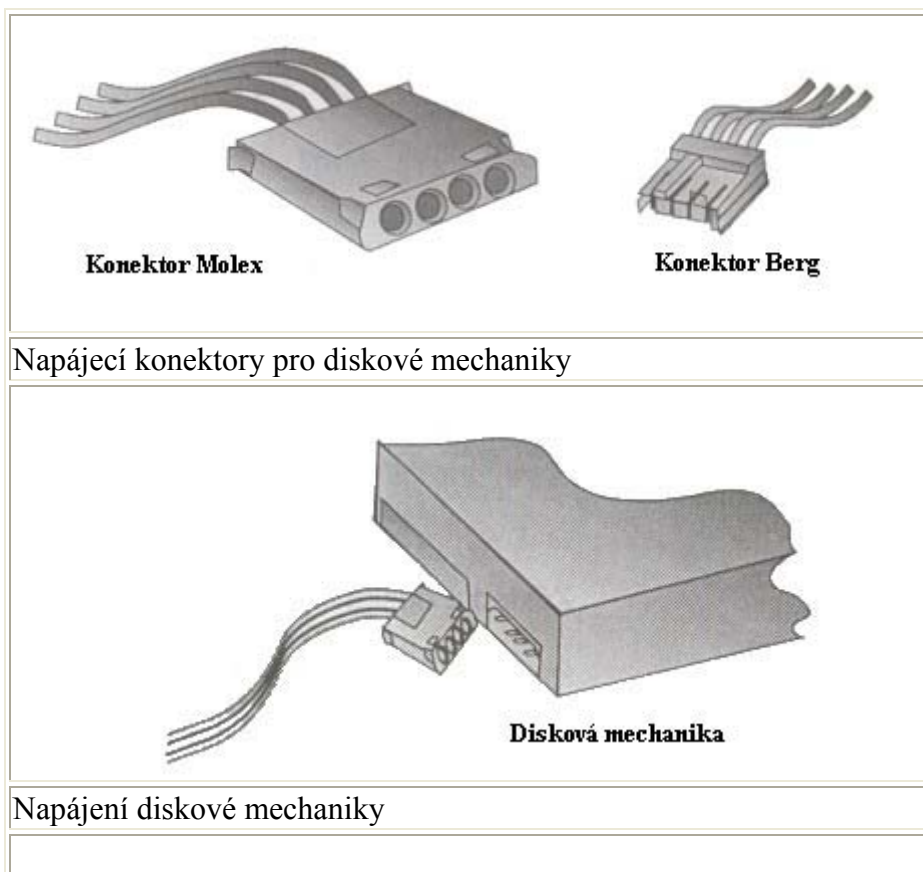 Konektor Molex
Konektor Berg
Napájecí konektory pro diskové mechaniky
Disková mechanika
Napájení diskové mechaniky